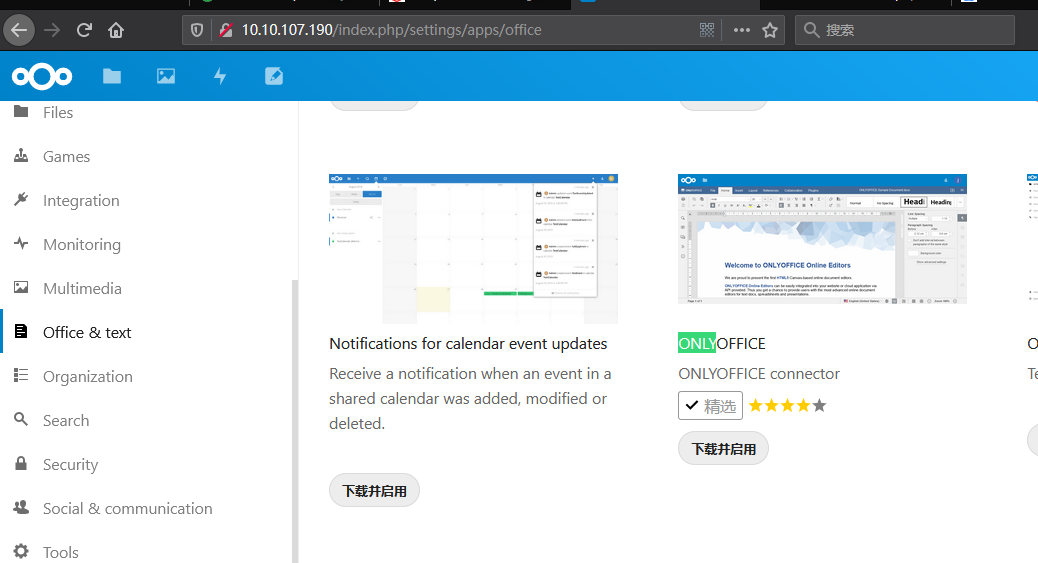 10.10.107.190/index.php/settings/apps/office
搜索
Files
Games
Integration
Monitoring
Multimedia
Office & text
Organization
Search
Security
Social & communication
Tools
Notifications for calendar event updates
Receive a notification when an event in a
shared calendar was added, modified or
deleted.
下载并启用
Welcome to ONLYOFFICE Online Editors
ONLYOFFICE
ONLYOFFICE connector
精选
下载并启用
O
Te